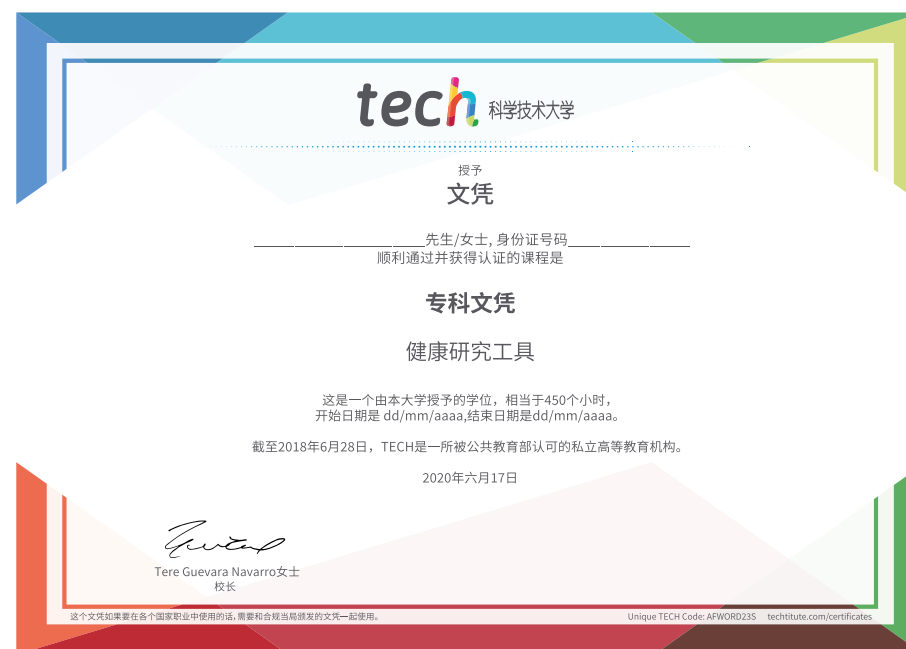 tech 科学技术大学
授予
文凭
____________________先生/女士, 身份证号码______________
顺利通过并获得认证的课程是
专科文凭
健康研究工具
这是一个由本大学授予的学位，相当于450个小时，
开始日期是 dd/mm/aaaa,结束日期是dd/mm/aaaa。
截至2018年6月28日，TECH是一所被公共教育部认可的私立高等教育机构。
2020年六月17日
Tere Guevara Navarro女士
校长
这个文凭如果要在各个国家职业中使用的话,需要和合规当局颁发的文凭一起使用。
Unique TECH Code: AFWORD23S techtitute.com/certificates